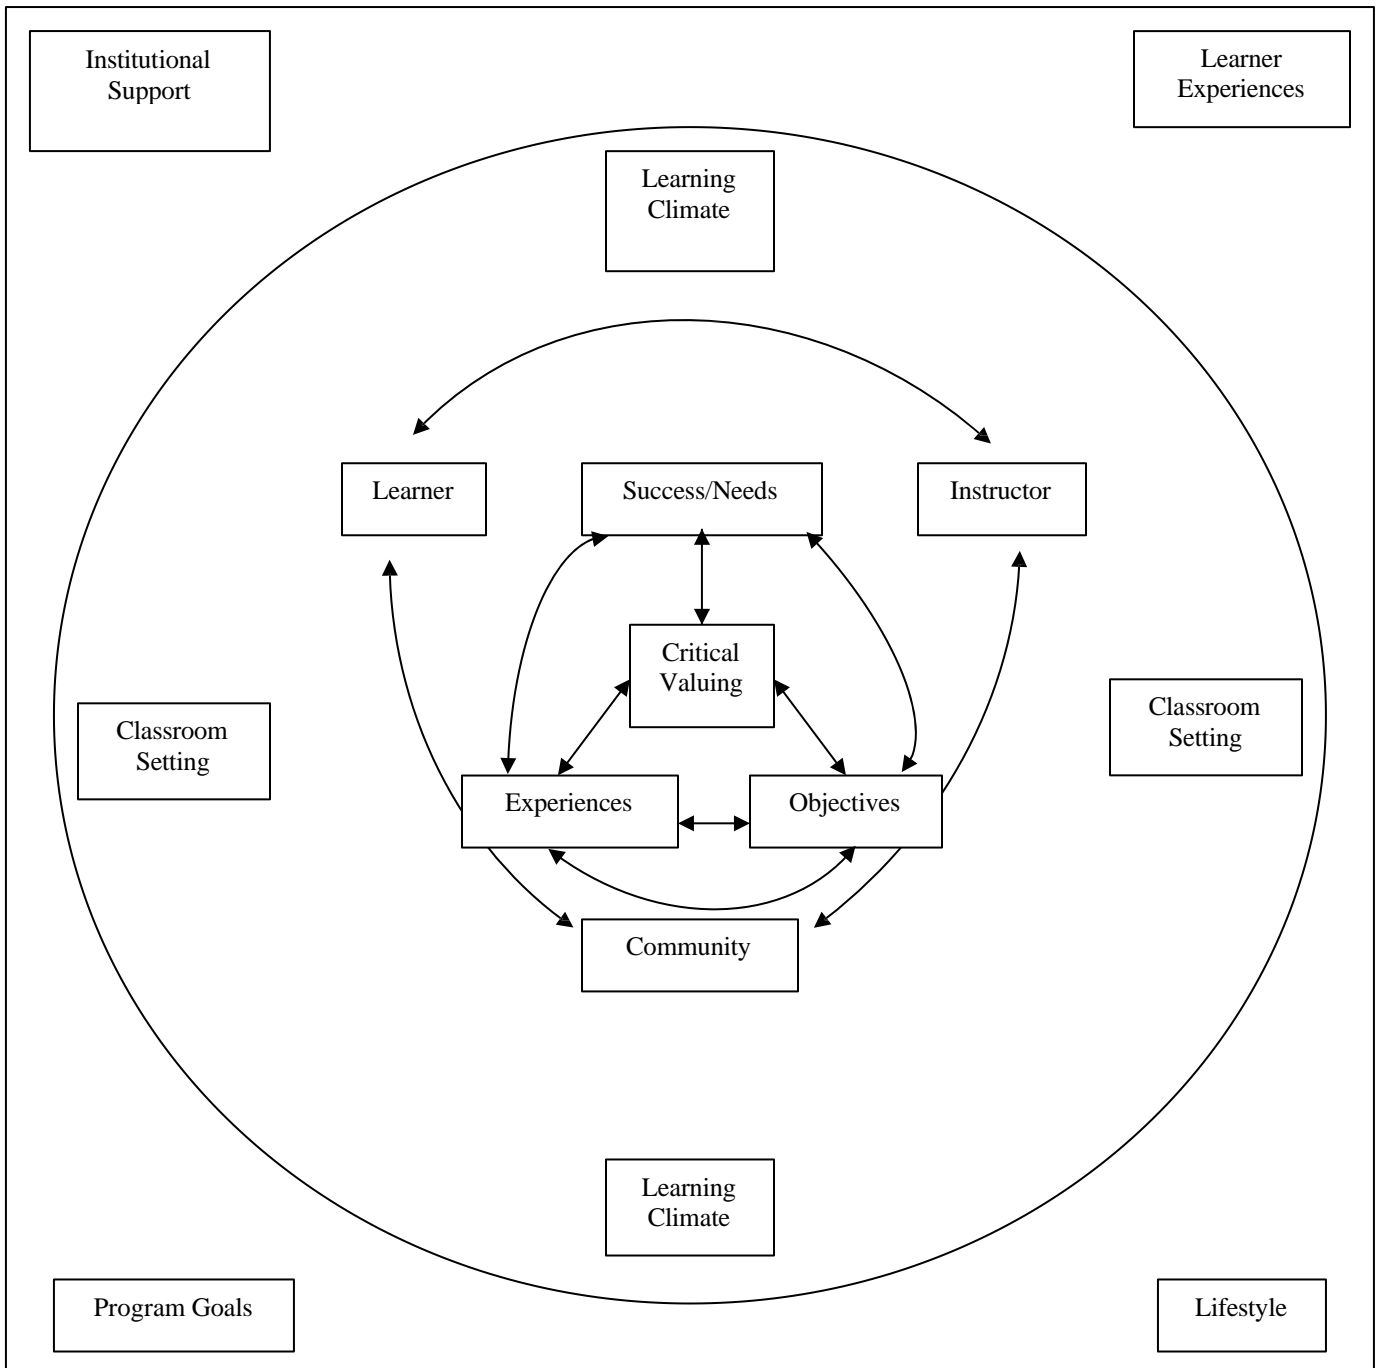 Institutional
Support
Learner
Experiences
Learning
Climate
Learner
Success/Needs
Instructor
Critical
Valuing
Classroom
Setting
Classroom
Setting
Experiences
Objectives
Community
Learning
Climate
Program Goals
Lifestyle